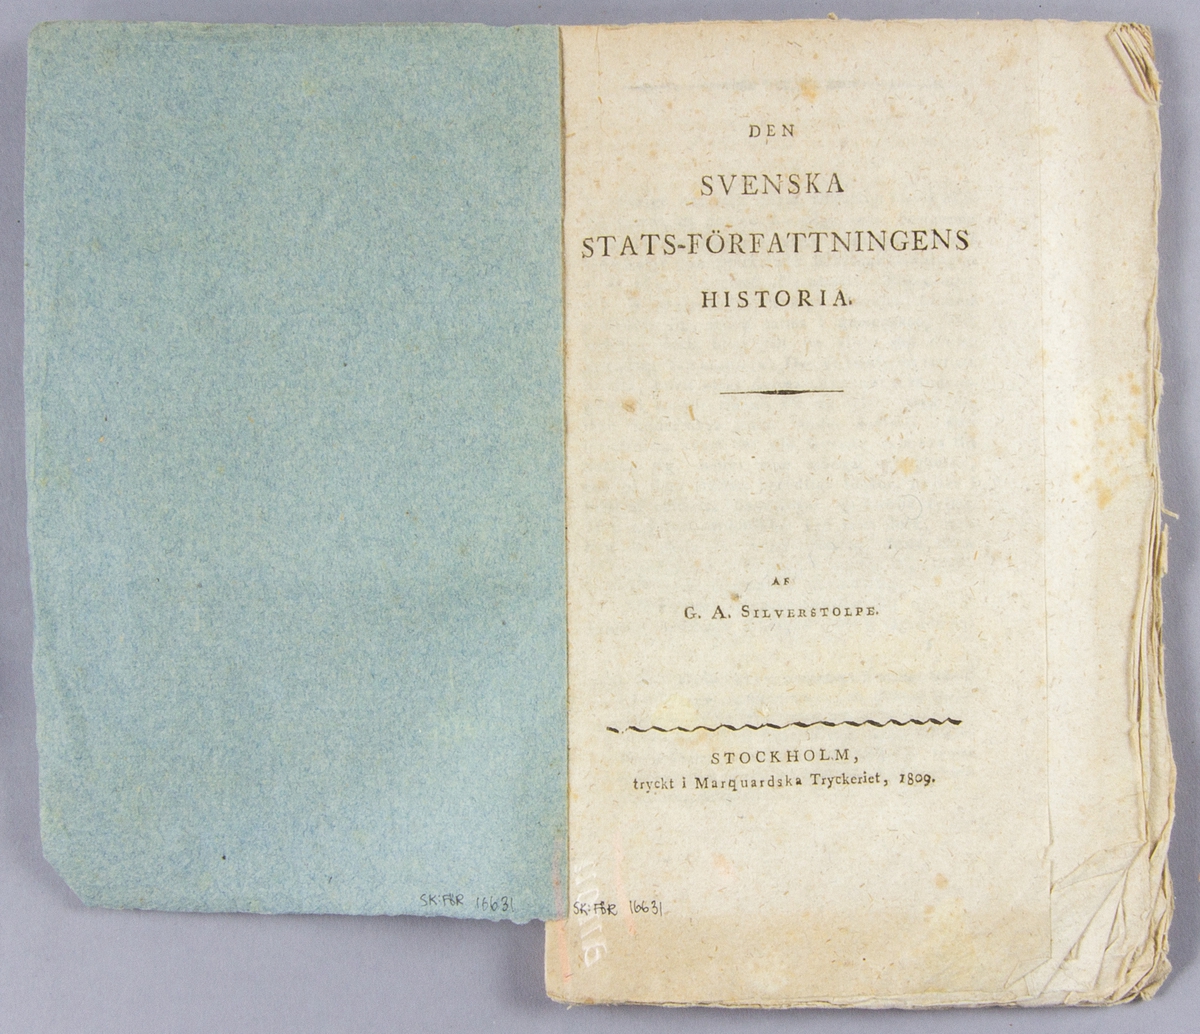 DEN
SVENSKA
STATS-FÖRFATTNINGENS
HISTORIA.
AF
G. A. SILVERSTOLPE.
STOCKHOLM,
tryckt i Marquardska Tryckeriet, 1809.
SK:FBR 16631
SK:FBR 16631